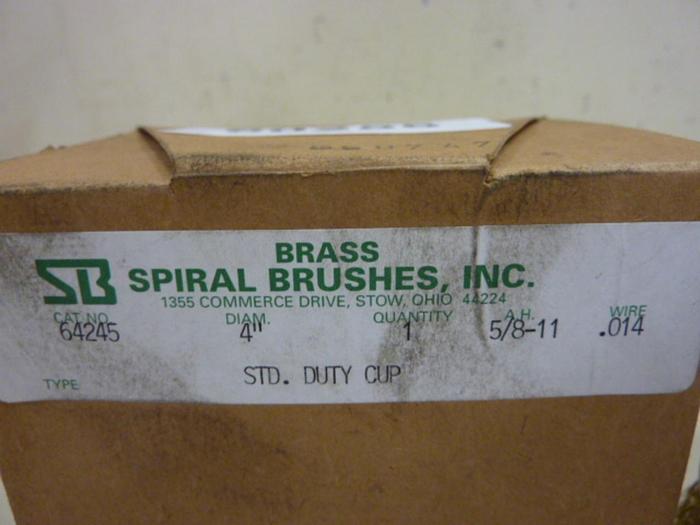 BRASS
SB SPIRAL BRUSHES, INC.
1355 COMMERCE DRIVE, STOW, OHIO 44224
CAT. NO. DIAM. QUANTITY A.H. WIRE
64245 4" 1 5/8-11 .014
TYPE STD. DUTY CUP